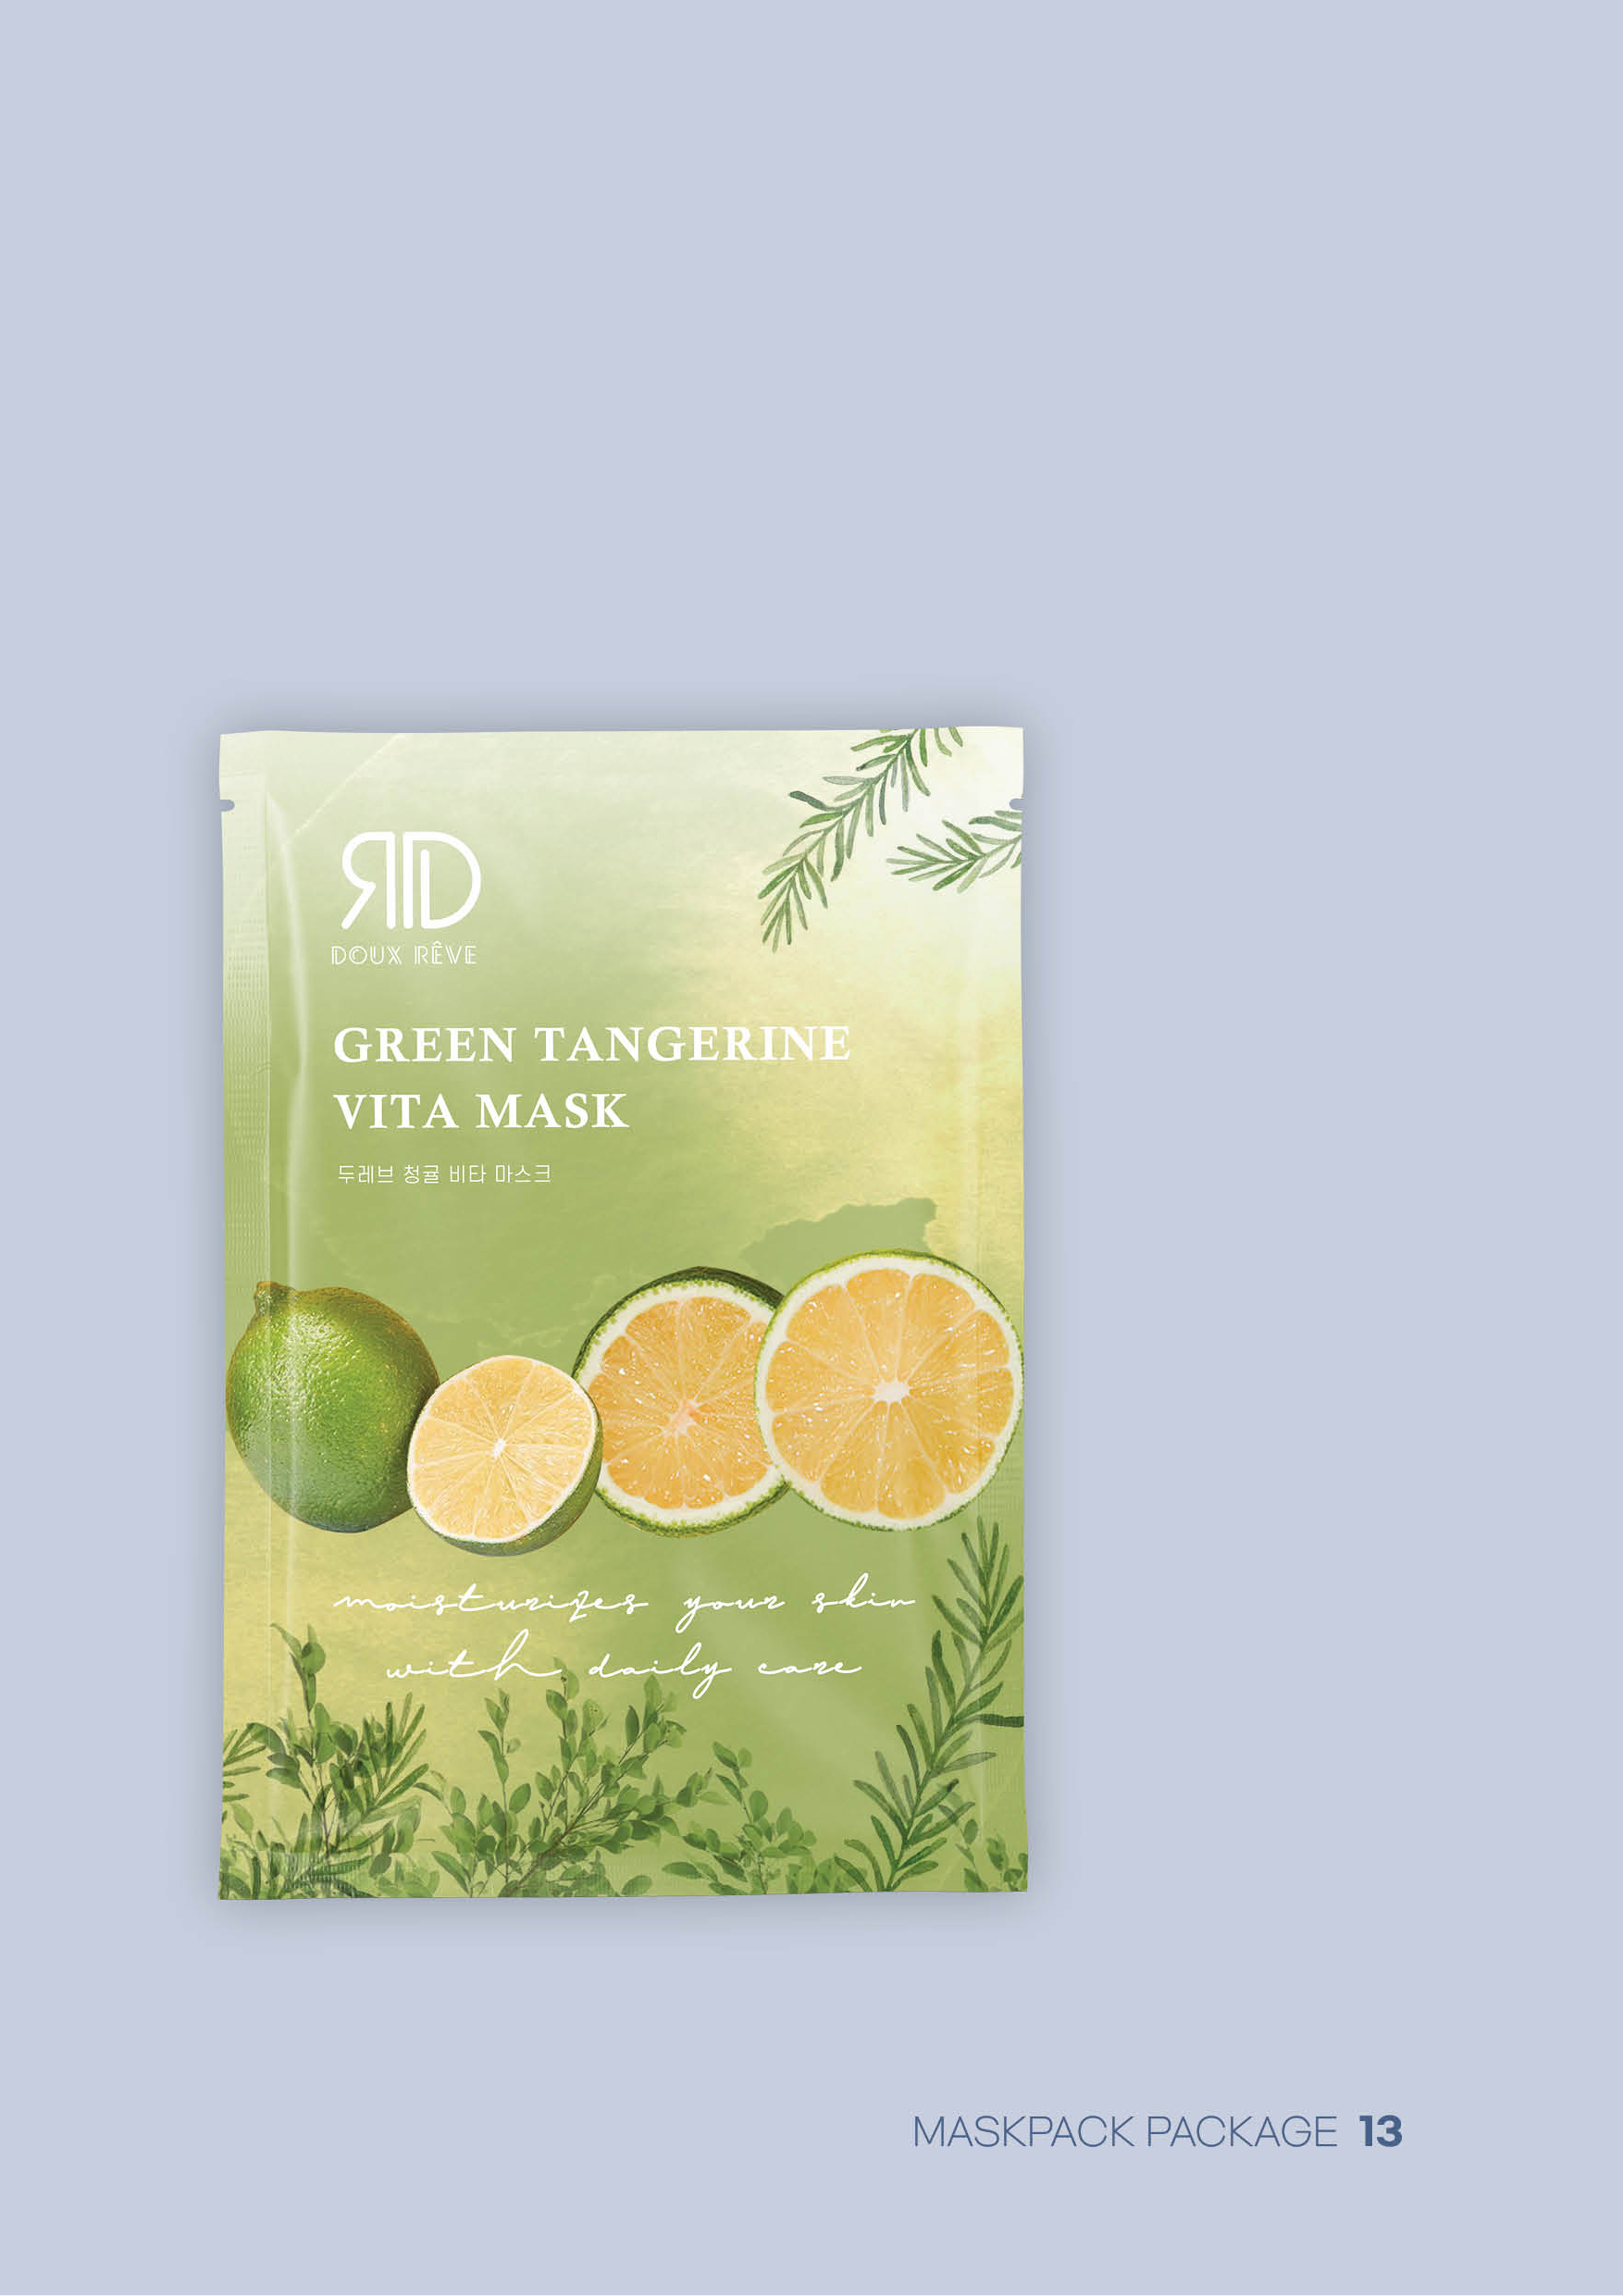 RD
DOUX RÊVE
GREEN TANGERINE
VITA MASK
두레브 청귤 비타 마스크
moisturizes your skin
with daily care
MASKPACK PACKAGE 13